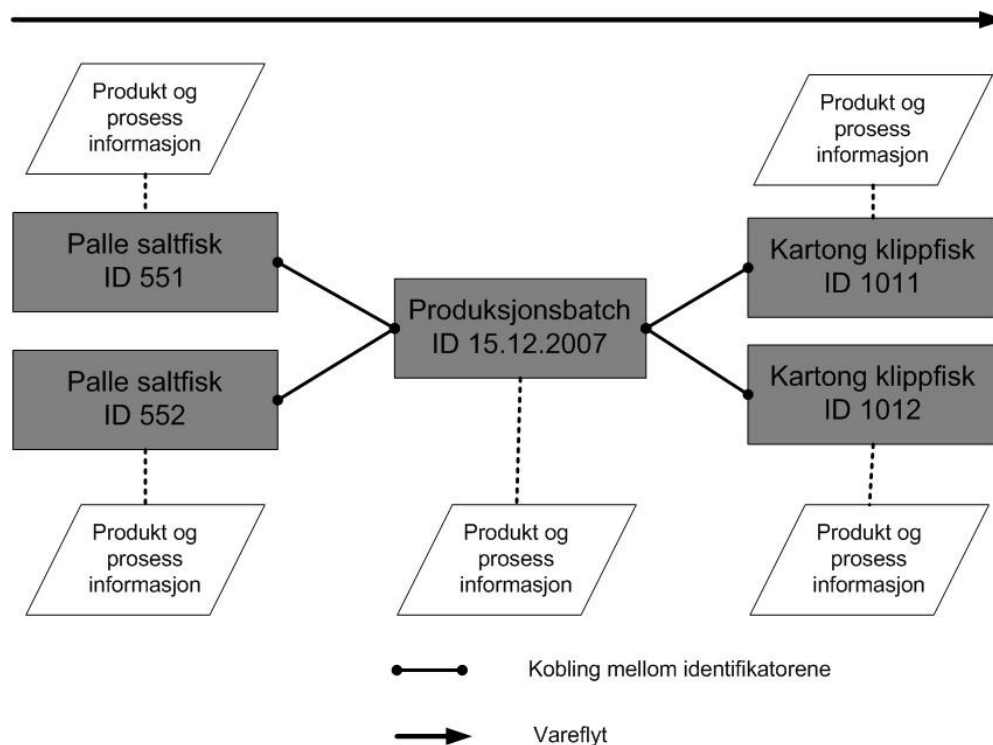 Produkt og
prosess
informasjon
Produkt og
prosess
informasjon
Palle saltfisk
ID 551
Kartong klippfisk
ID 1011
Produksjonsbatch
ID 15.12.2007
Palle saltfisk
ID 552
Kartong klippfisk
ID 1012
Produkt og
prosess
informasjon
Produkt og
prosess
informasjon
Produkt og
prosess
informasjon
Kobling mellom identifikatorene
Vareflyt